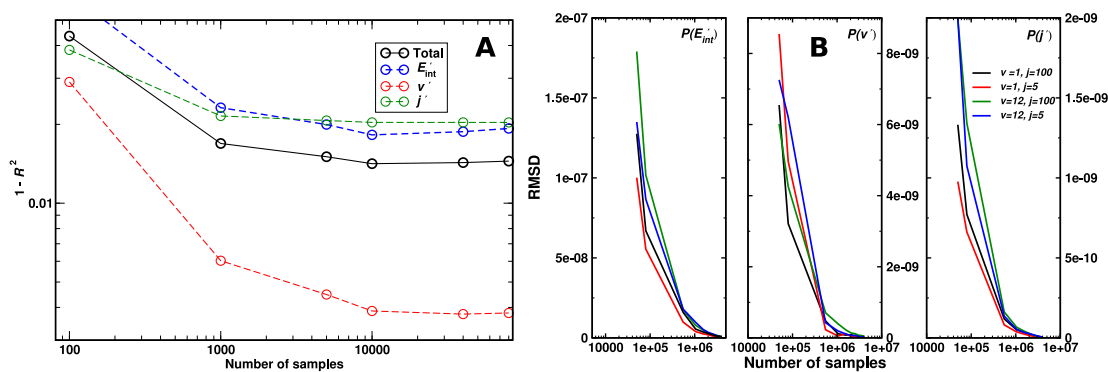 A
Total
E´int
v´
j´
1 - R²
0.01
100
1000
10000
Number of samples
B
RMSD
2e-07
1.5e-07
1e-07
5e-08
0
P(E´int)
10000
1e+05
1e+06
P(v´)
8e-09
6e-09
4e-09
2e-09
0
10000
1e+05
1e+06
1e+07
Number of samples
P(j´)
v =1, j=100
v=1, j=5
v=12, j=100
v=12, j=5
2e-09
1.5e-09
1e-09
5e-10
0
10000
1e+05
1e+06
1e+07